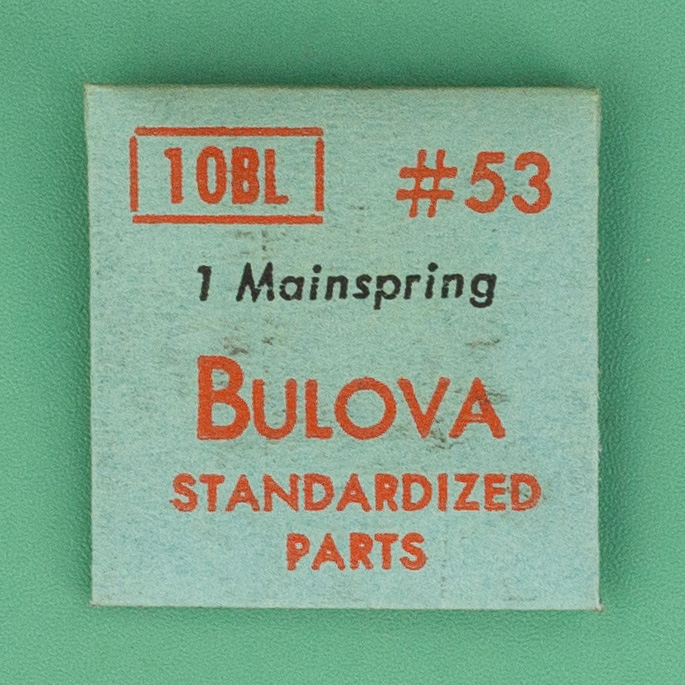 10BL #53
1 Mainspring
BULOVA
STANDARDIZED
PARTS